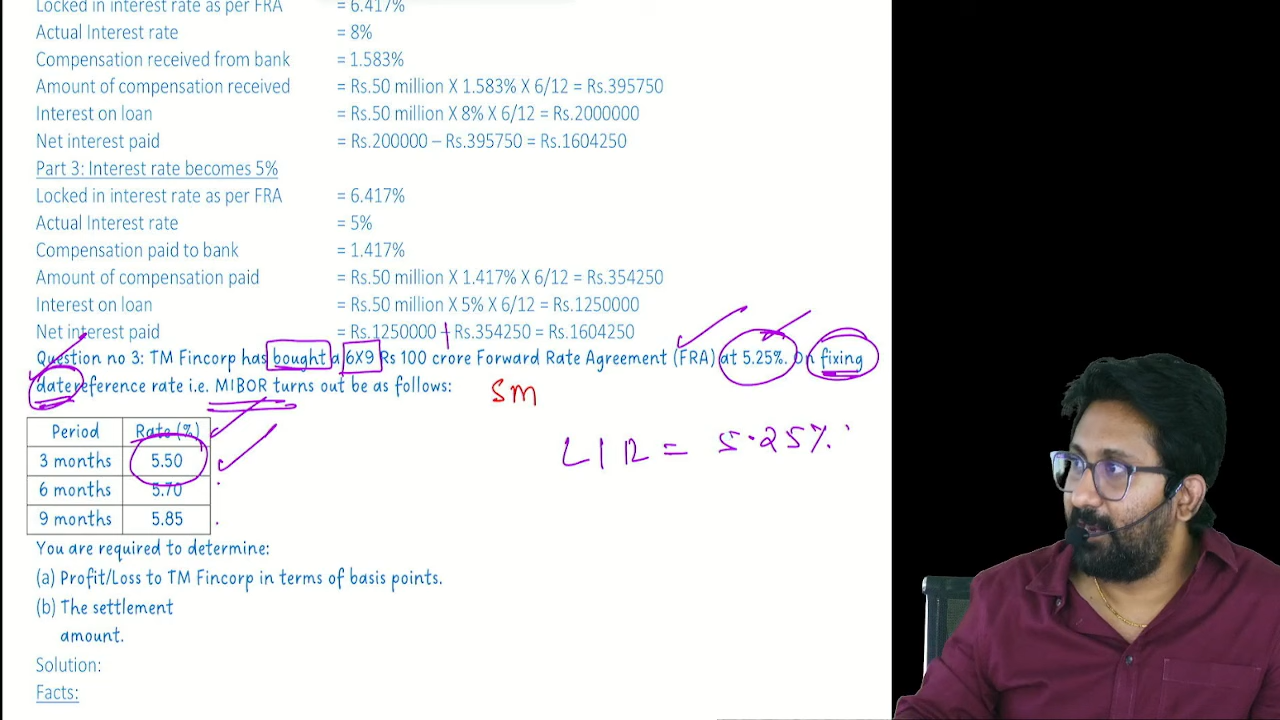 Locked in interest rate as per FRA = 6.417%
Actual Interest rate = 8%
Compensation received from bank = 1.583%
Amount of compensation received = Rs.50 million X 1.583% X 6/12 = Rs.395750
Interest on loan = Rs.50 million X 8% X 6/12 = Rs.2000000
Net interest paid = Rs.200000 – Rs.395750 = Rs.1604250
Part 3: Interest rate becomes 5%
Locked in interest rate as per FRA = 6.417%
Actual Interest rate = 5%
Compensation paid to bank = 1.417%
Amount of compensation paid = Rs.50 million X 1.417% X 6/12 = Rs.354250
Interest on loan = Rs.50 million X 5% X 6/12 = Rs.1250000
Net interest paid = Rs.1250000 + Rs.354250 = Rs.1604250
Question no 3: TM Fincorp has bought a 6X9 Rs 100 crore Forward Rate Agreement (FRA) at 5.25%. On fixing
date reference rate i.e. MIBOR turns out be as follows:
SM
Period Rate (%)
3 months 5.50
6 months 5.70
9 months 5.85
LIR = 5.25%
You are required to determine:
(a) Profit/Loss to TM Fincorp in terms of basis points.
(b) The settlement
amount.
Solution:
Facts: